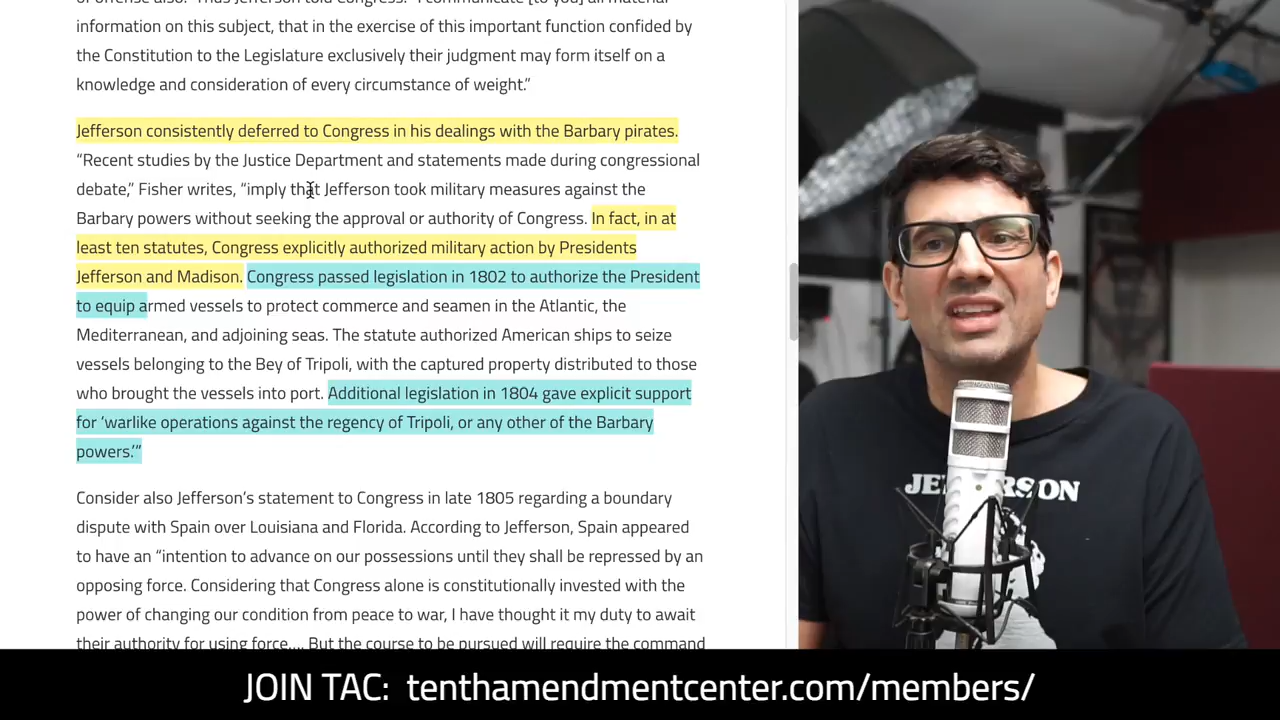 of offense also. “Thus Jefferson told Congress: “I communicate [to you] all material
information on this subject, that in the exercise of this important function confided by
the Constitution to the Legislature exclusively their judgment may form itself on a
knowledge and consideration of every circumstance of weight.”
Jefferson consistently deferred to Congress in his dealings with the Barbary pirates.
“Recent studies by the Justice Department and statements made during congressional
debate,” Fisher writes, “imply that Jefferson took military measures against the
Barbary powers without seeking the approval or authority of Congress. In fact, in at
least ten statutes, Congress explicitly authorized military action by Presidents
Jefferson and Madison. Congress passed legislation in 1802 to authorize the President
to equip armed vessels to protect commerce and seamen in the Atlantic, the
Mediterranean, and adjoining seas. The statute authorized American ships to seize
vessels belonging to the Bey of Tripoli, with the captured property distributed to those
who brought the vessels into port. Additional legislation in 1804 gave explicit support
for ‘warlike operations against the regency of Tripoli, or any other of the Barbary
powers.’”
Consider also Jefferson’s statement to Congress in late 1805 regarding a boundary
dispute with Spain over Louisiana and Florida. According to Jefferson, Spain appeared
to have an “intention to advance on our possessions until they shall be repressed by an
opposing force. Considering that Congress alone is constitutionally invested with the
power of changing our condition from peace to war, I have thought it my duty to await
their authority for using force.... But the course to be pursued will require the command
JOIN TAC: tenthamendmentcenter.com/members/